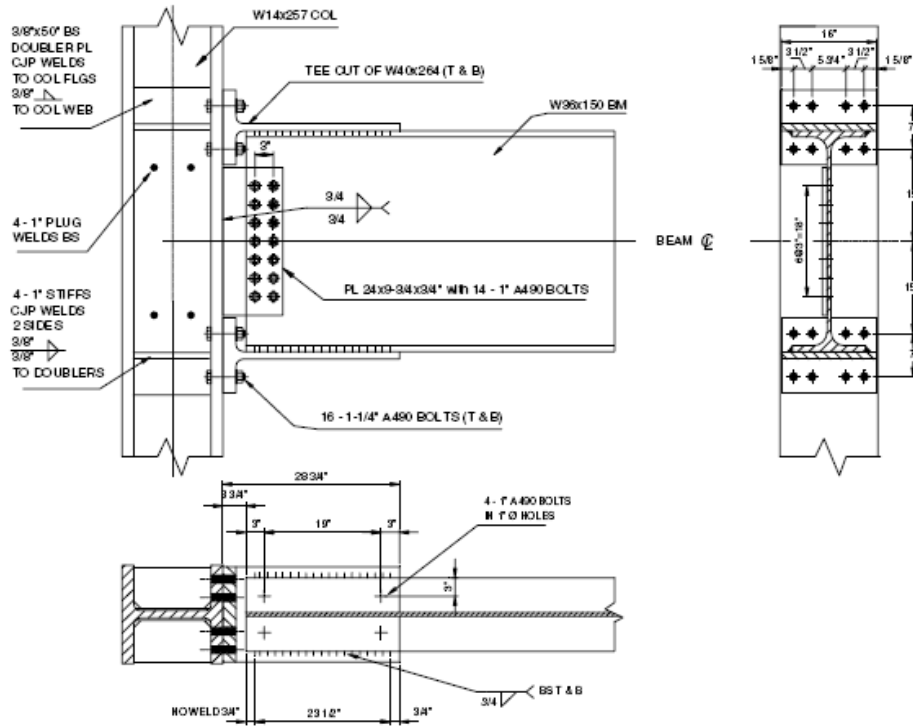 3/8"x50" BS
DOUBLER PL
CJP WELDS
TO COL FLGS
3/8"
TO COL WEB
W14x257 COL
TEE CUT OF W40x264 (T & B)
W36x150 BM
3"
3/4
3/4
4 - 1" PLUG
WELDS BS
BEAM ℄
PL 24x9-3/4x3/4" with 14 - 1" A490 BOLTS
4 - 1" STIFFS
CJP WELDS
2 SIDES
3/8"
3/8"
TO DOUBLERS
16 - 1-1/4" A490 BOLTS (T & B)
16"
3 1/2"
5 3/4"
3 1/2"
1 5/8"
1 5/8"
7"
15
6@3"=18"
15
7"
28 3/4"
3 3/4"
3"
19"
3"
4 - 1" A490 BOLTS
IN 1" Ø HOLES
3"
3/4
BS T & B
NO WELD 3/4"
23 1/2"
3/4"